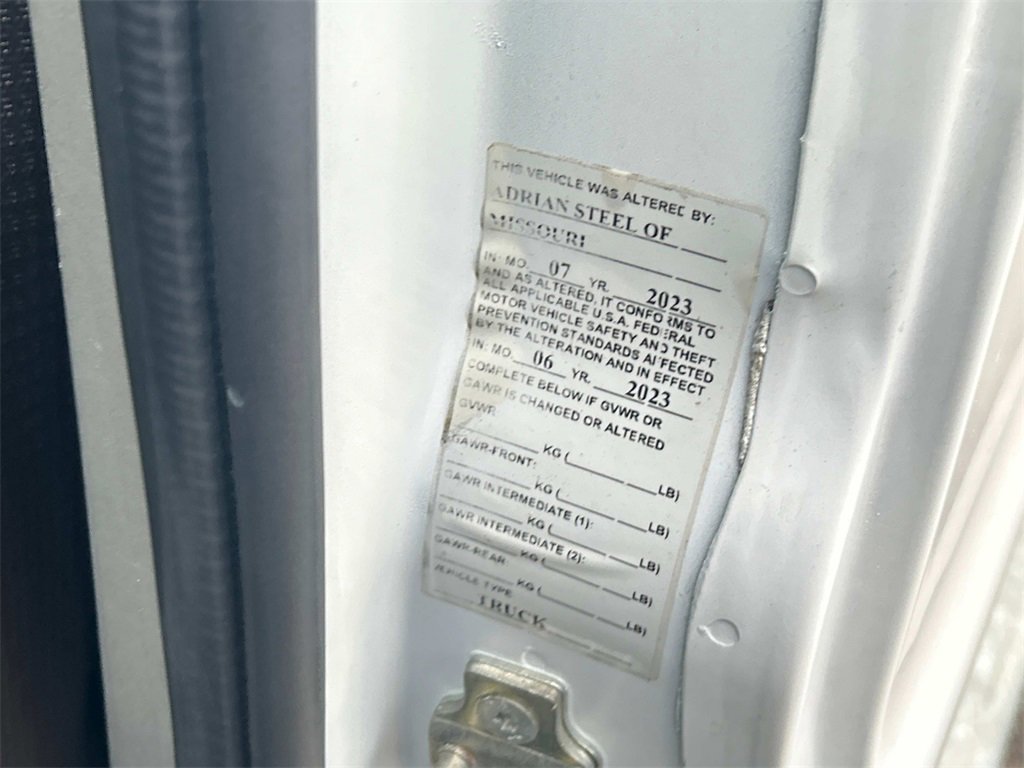 THIS VEHICLE WAS ALTERED BY:
ADRIAN STEEL OF
MISSOURI
IN: MO. 07 YR. 2023
AND AS ALTERED, IT CONFORMS TO
ALL APPLICABLE U.S.A. FEDERAL
MOTOR VEHICLE SAFETY AND THEFT
PREVENTION STANDARDS AFFECTED
BY THE ALTERATION AND IN EFFECT
IN: MO. 06 YR. 2023
COMPLETE BELOW IF GVWR OR
GAWR IS CHANGED OR ALTERED
GVWR:
KG ( LB)
GAWR-FRONT:
KG ( LB)
GAWR INTERMEDIATE (1):
KG ( LB)
GAWR INTERMEDIATE (2):
KG ( LB)
GAWR-REAR:
KG ( LB)
VEHICLE TYPE
TRUCK